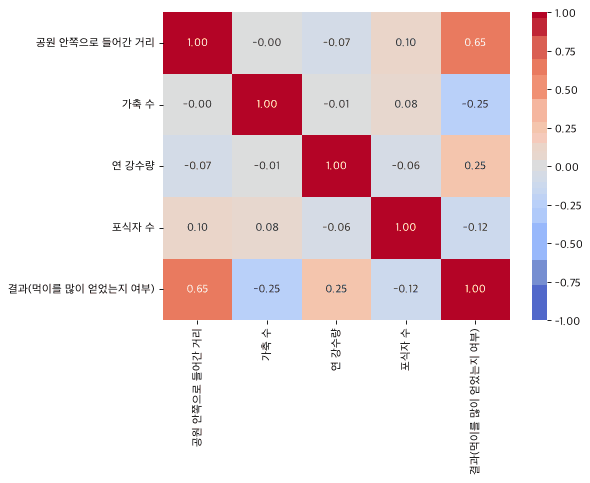 공원 안쪽으로 들어간 거리 1.00 -0.00 -0.07 0.10 0.65
가축 수 -0.00 1.00 -0.01 0.08 -0.25
연 강수량 -0.07 -0.01 1.00 -0.06 0.25
포식자 수 0.10 0.08 -0.06 1.00 -0.12
결과(먹이를 많이 얻었는지 여부) 0.65 -0.25 0.25 -0.12 1.00
공원 안쪽으로 들어간 거리
가축 수
연 강수량
포식자 수
결과(먹이를 많이 얻었는지 여부)
1.00
0.75
0.50
0.25
0.00
-0.25
-0.50
-0.75
-1.00